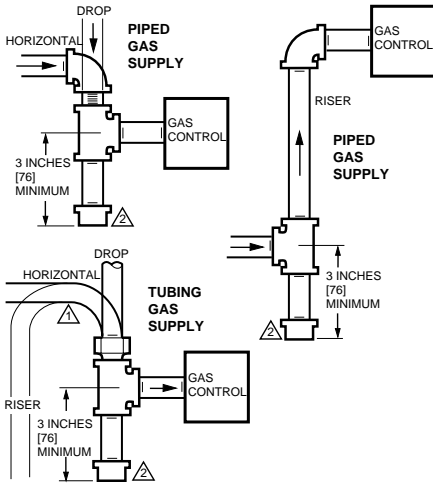 DROP
HORIZONTAL
PIPED
GAS
SUPPLY
GAS
CONTROL
3 INCHES
[76]
MINIMUM
2
GAS
CONTROL
RISER
PIPED
GAS
SUPPLY
3 INCHES
[76]
MINIMUM
2
DROP
HORIZONTAL
TUBING
GAS
SUPPLY
1
GAS
CONTROL
RISER
3 INCHES
[76]
MINIMUM
2